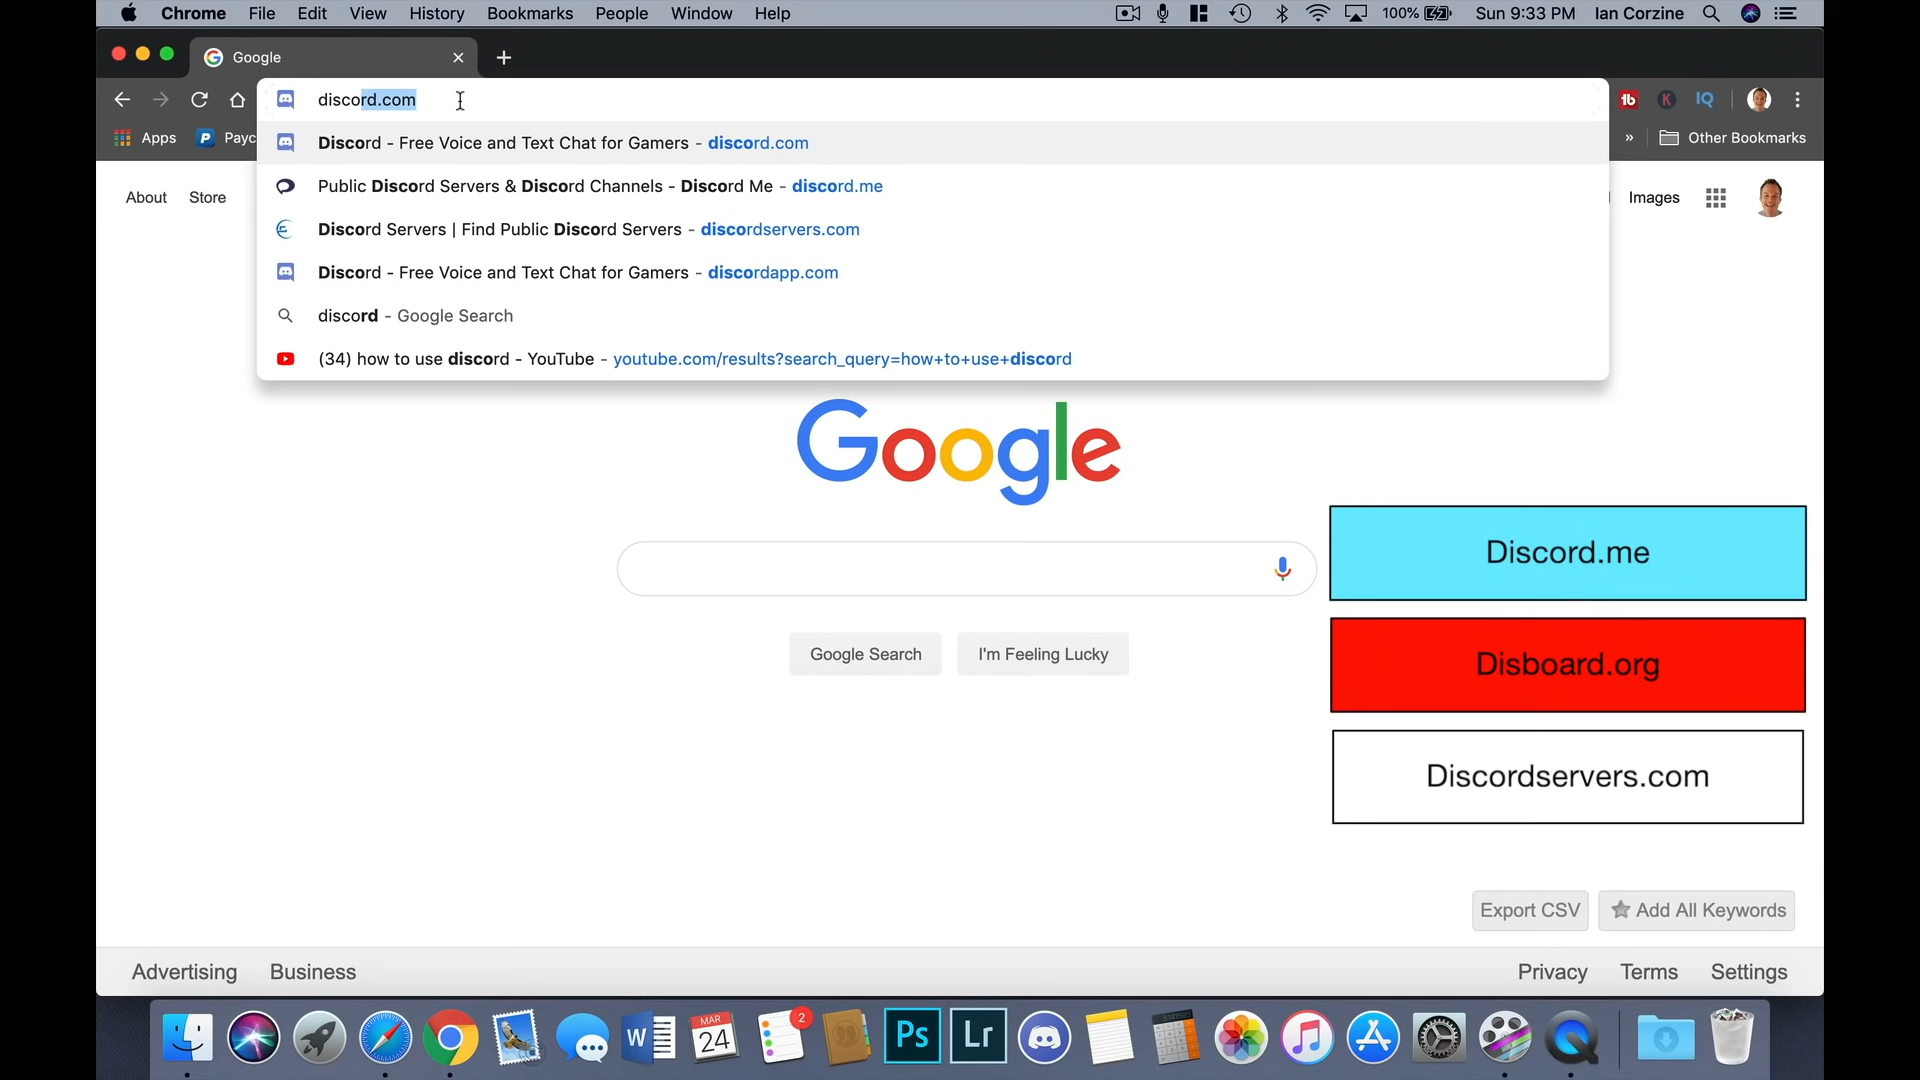 Chrome File Edit View History Bookmarks People Window Help 100% Sun 9:33 PM Ian Corzine
Google
discord.com
tb K IQ
Apps P Payc » Other Bookmarks
Discord - Free Voice and Text Chat for Gamers - discord.com
Public Discord Servers & Discord Channels - Discord Me - discord.me
Discord Servers | Find Public Discord Servers - discordservers.com
Discord - Free Voice and Text Chat for Gamers - discordapp.com
discord - Google Search
(34) how to use discord - YouTube - youtube.com/results?search_query=how+to+use+discord
About Store Images
Google
Discord.me
Google Search I'm Feeling Lucky
Disboard.org
Discordservers.com
Export CSV Add All Keywords
Advertising Business Privacy Terms Settings
W MAR 24 2 Ps Lr